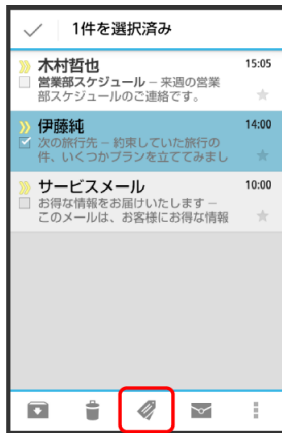 1件を選択済み
木村哲也 15:05
営業部スケジュール – 来週の営業
部スケジュールのご連絡です。
伊藤純 14:00
次の旅行先 – 約束していた旅行の
件、いくつかプランを立ててみまし
サービスメール 10:00
お得な情報をお届けいたします –
このメールは、お客様にお得な情報